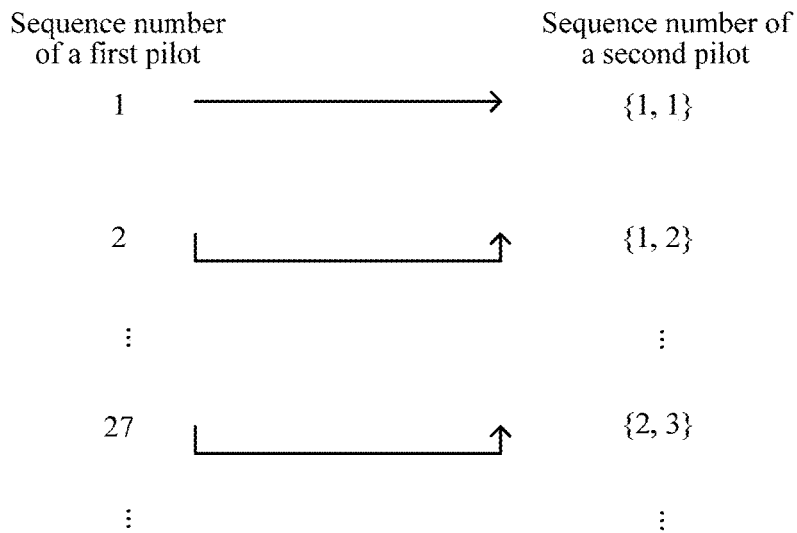 Sequence number
of a first pilot
Sequence number of
a second pilot
1
{1, 1}
2
{1, 2}
⋮
⋮
27
{2, 3}
⋮
⋮